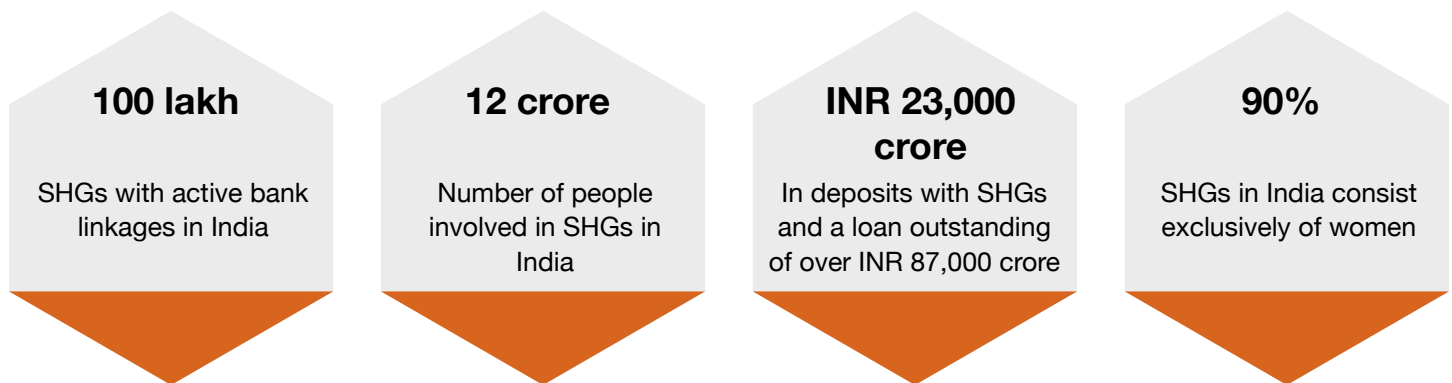 100 lakh
SHGs with active bank
linkages in India
12 crore
Number of people
involved in SHGs in
India
INR 23,000
crore
In deposits with SHGs
and a loan outstanding
of over INR 87,000 crore
90%
SHGs in India consist
exclusively of women